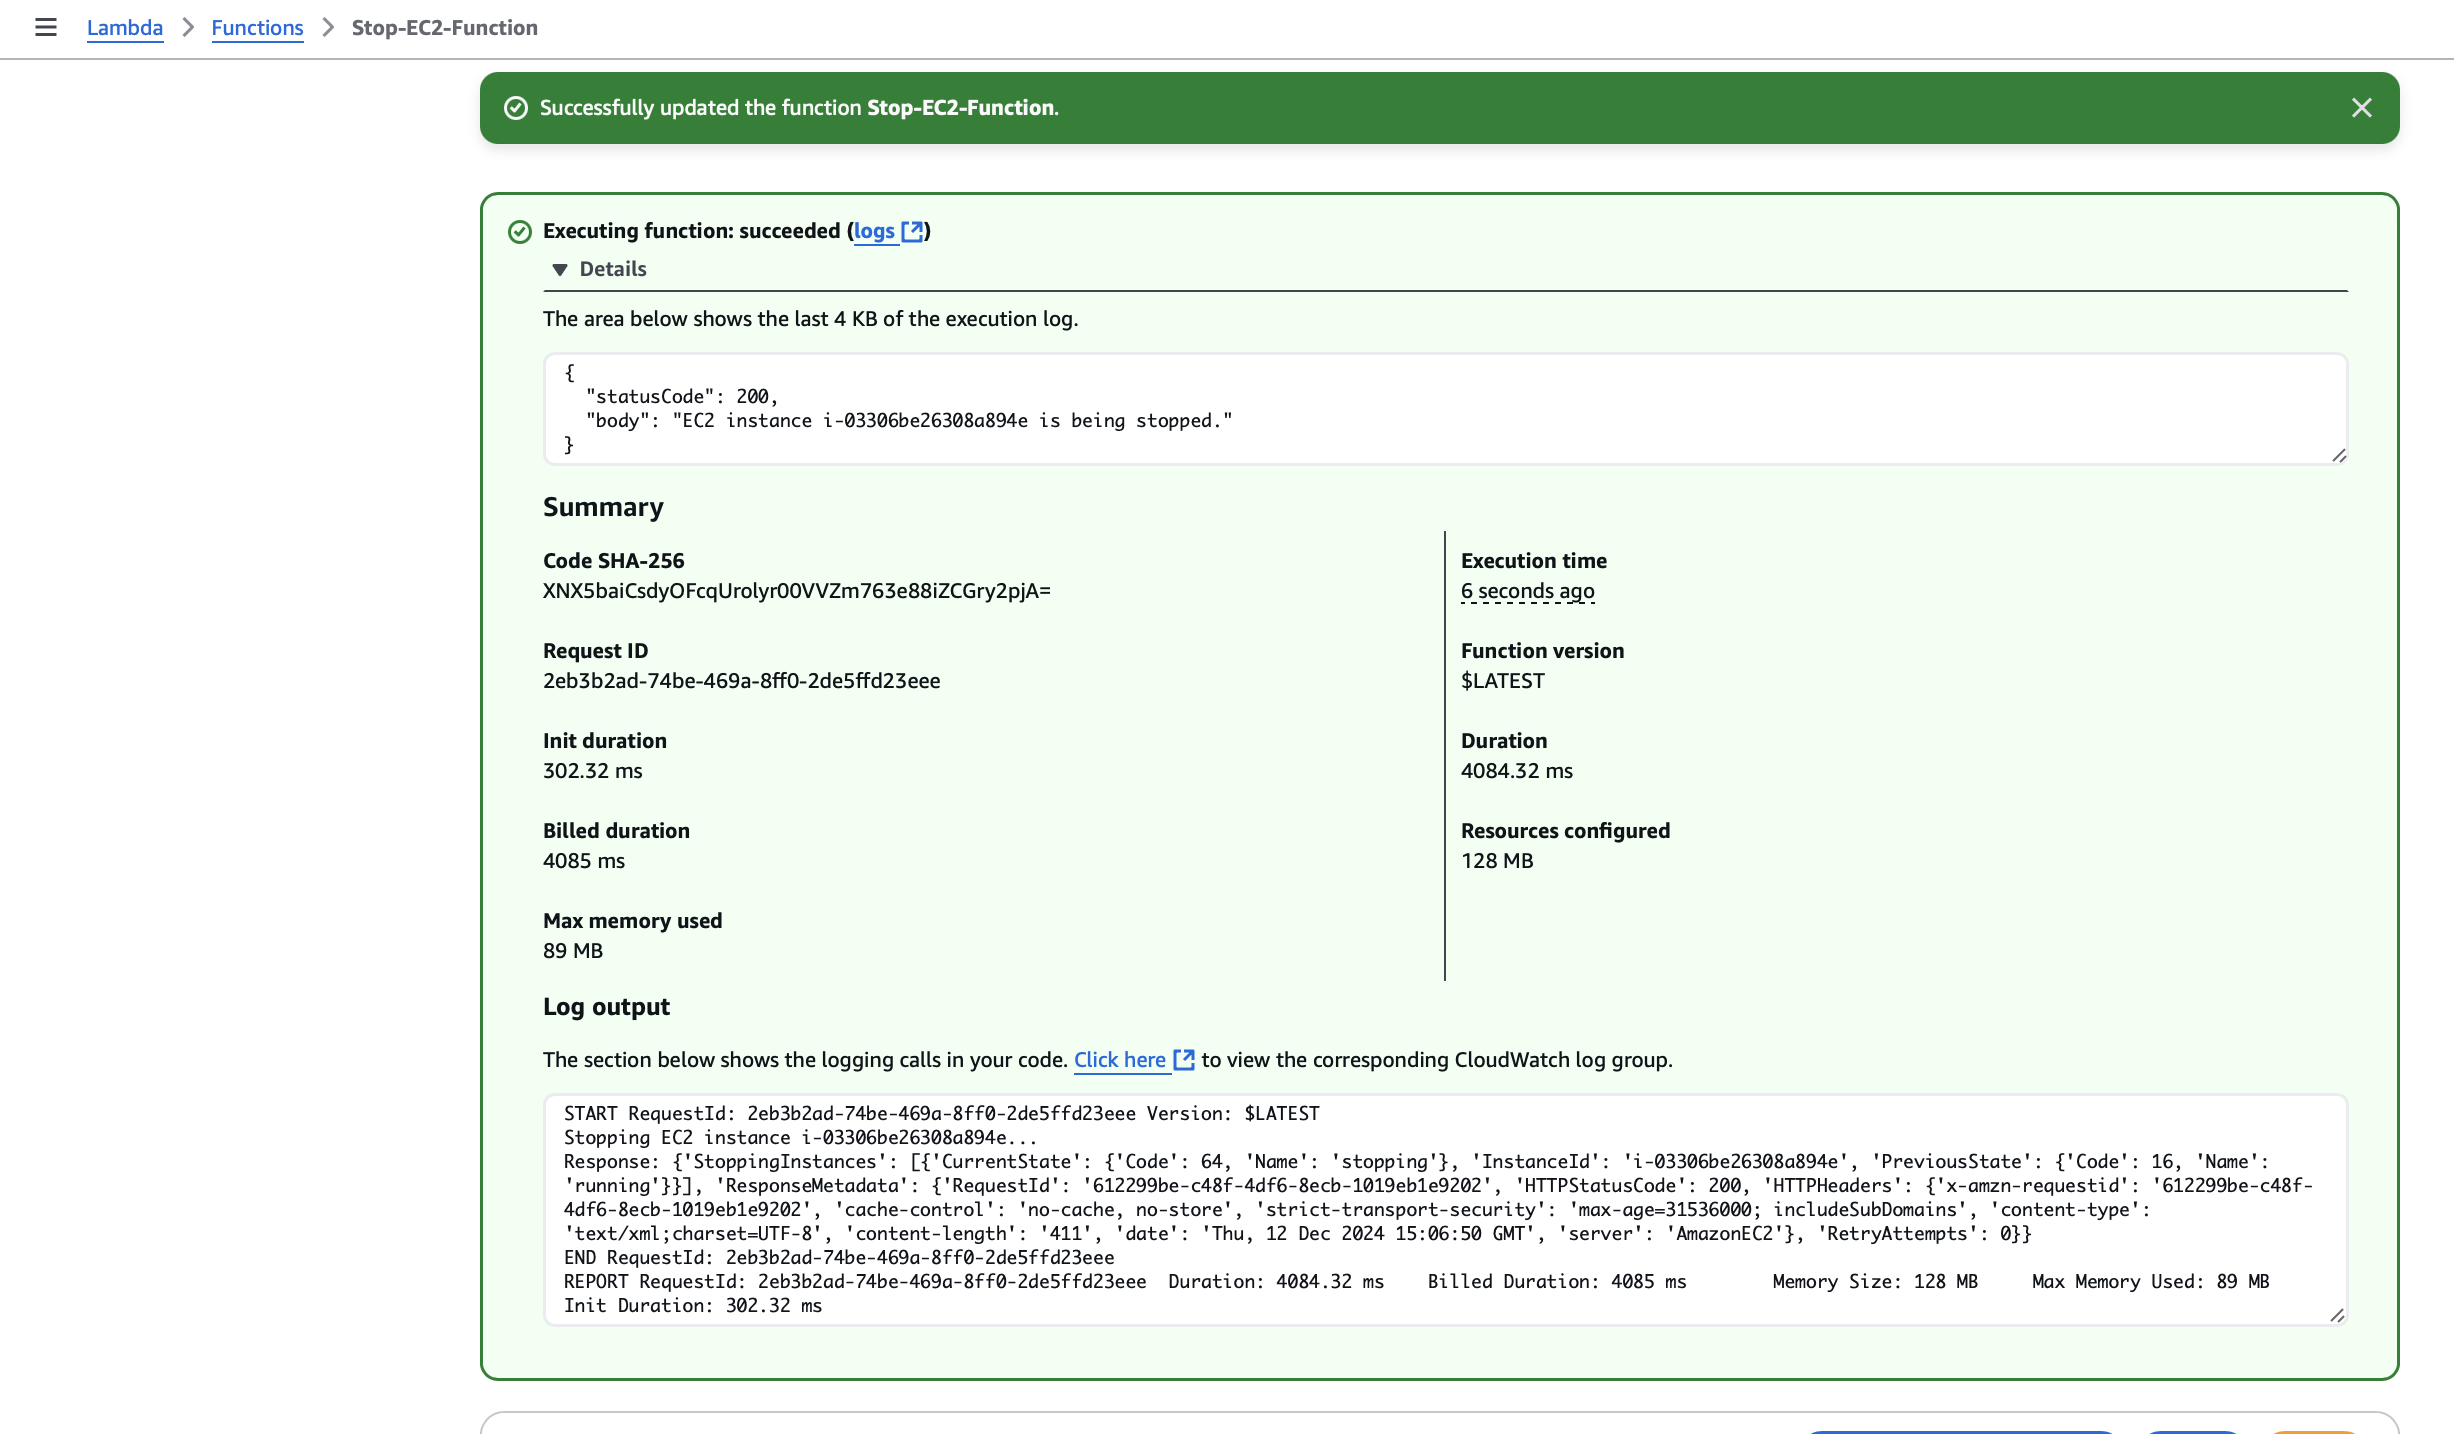 Lambda > Functions > Stop-EC2-Function
Successfully updated the function Stop-EC2-Function.
Executing function: succeeded (logs)
Details
The area below shows the last 4 KB of the execution log.
{
"statusCode": 200,
"body": "EC2 instance i-03306be26308a894e is being stopped."
}
Summary
Code SHA-256
XNX5baiCsdyOFcqUrolyr00VVZm763e88iZCGry2pjA=
Execution time
6 seconds ago
Request ID
2eb3b2ad-74be-469a-8ff0-2de5ffd23eee
Function version
$LATEST
Init duration
302.32 ms
Duration
4084.32 ms
Billed duration
4085 ms
Resources configured
128 MB
Max memory used
89 MB
Log output
The section below shows the logging calls in your code. Click here to view the corresponding CloudWatch log group.
START RequestId: 2eb3b2ad-74be-469a-8ff0-2de5ffd23eee Version: $LATEST
Stopping EC2 instance i-03306be26308a894e...
Response: {'StoppingInstances': [{'CurrentState': {'Code': 64, 'Name': 'stopping'}, 'InstanceId': 'i-03306be26308a894e', 'PreviousState': {'Code': 16, 'Name':
'running'}}], 'ResponseMetadata': {'RequestId': '612299be-c48f-4df6-8ecb-1019eb1e9202', 'HTTPStatusCode': 200, 'HTTPHeaders': {'x-amzn-requestid': '612299be-c48f-
4df6-8ecb-1019eb1e9202', 'cache-control': 'no-cache, no-store', 'strict-transport-security': 'max-age=31536000; includeSubDomains', 'content-type':
'text/xml;charset=UTF-8', 'content-length': '411', 'date': 'Thu, 12 Dec 2024 15:06:50 GMT', 'server': 'AmazonEC2'}, 'RetryAttempts': 0}}
END RequestId: 2eb3b2ad-74be-469a-8ff0-2de5ffd23eee
REPORT RequestId: 2eb3b2ad-74be-469a-8ff0-2de5ffd23eee Duration: 4084.32 ms Billed Duration: 4085 ms Memory Size: 128 MB Max Memory Used: 89 MB
Init Duration: 302.32 ms